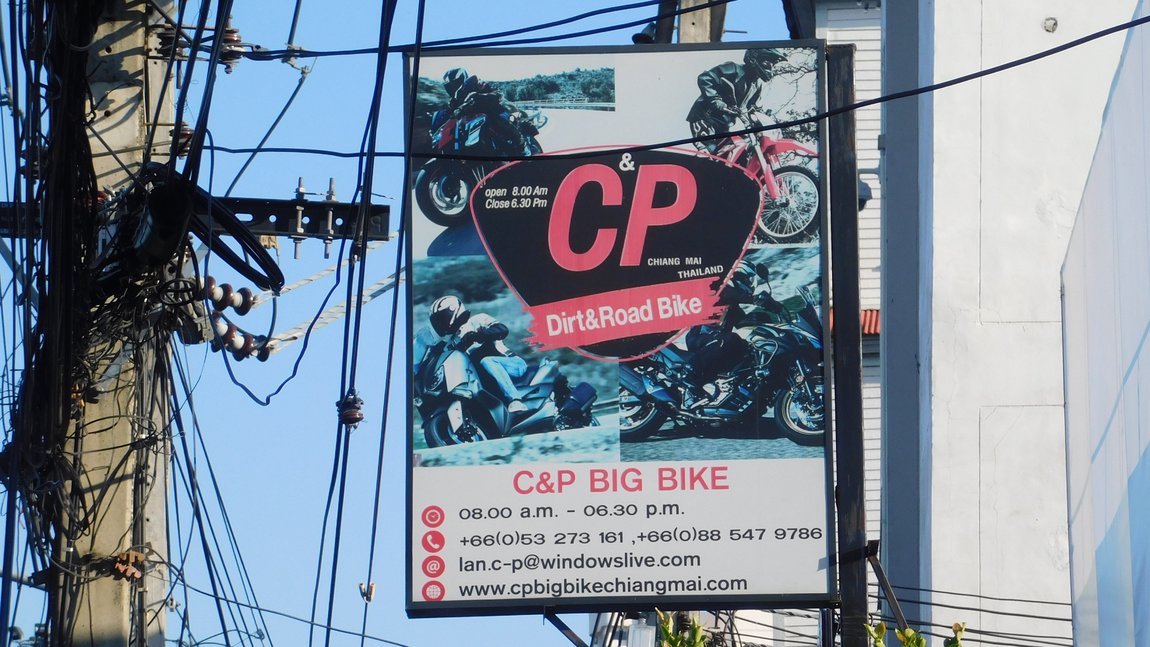 open 8.00 Am
Close 6.30 Pm
C&P
CHIANG MAI
THAILAND
Dirt&Road Bike
C&P BIG BIKE
08.00 a.m. - 06.30 p.m.
+66(0)53 273 161 ,+66(0)88 547 9786
lan.c-p@windowslive.com
www.cpbigbikechiangmai.com